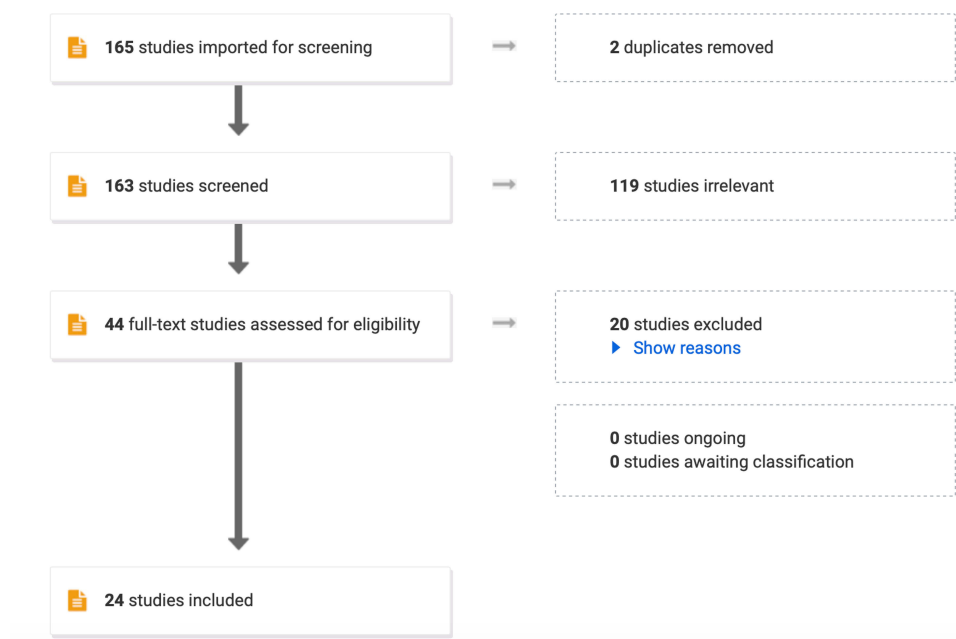 165 studies imported for screening
2 duplicates removed
163 studies screened
119 studies irrelevant
44 full-text studies assessed for eligibility
20 studies excluded
Show reasons
0 studies ongoing
0 studies awaiting classification
24 studies included